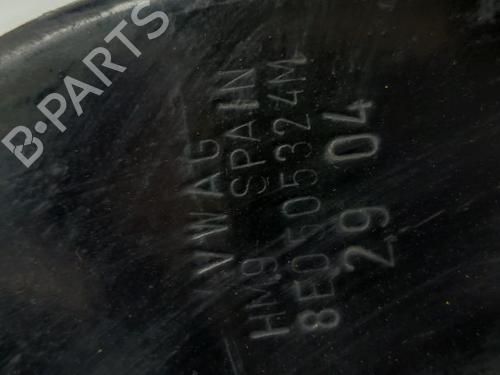 B-PARTS
VWAG
HM9 SPAIN
8E0505324M
29 04